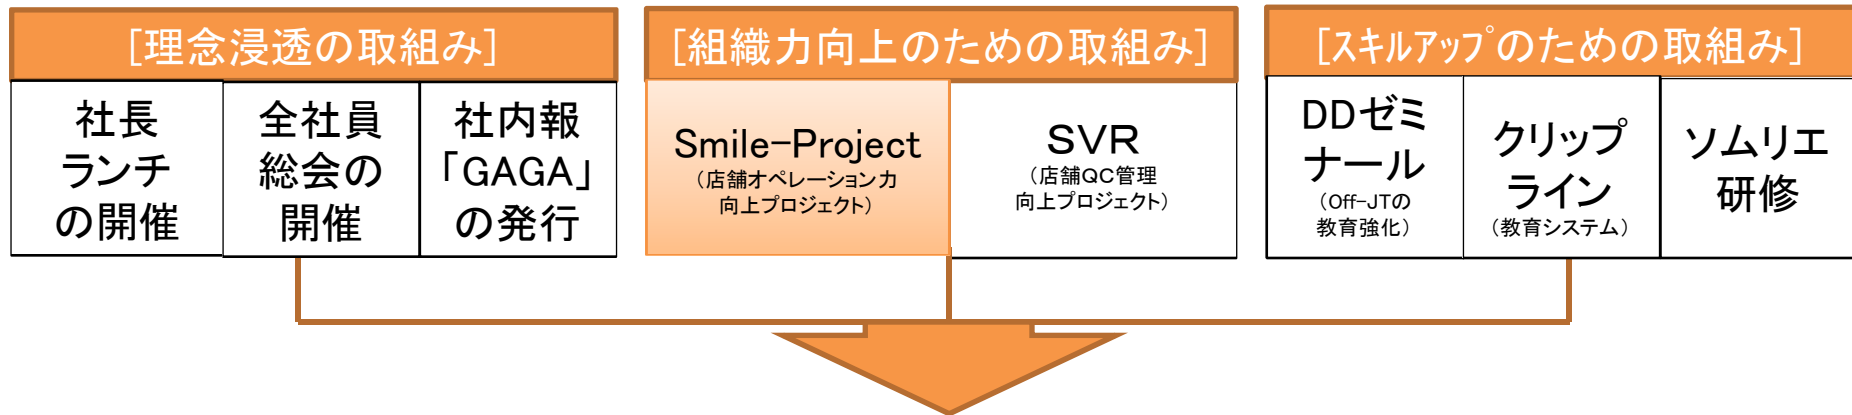 [理念浸透の取組み]
社長
ランチ
の開催
全社員
総会の
開催
社内報
「GAGA」
の発行
[組織力向上のための取組み]
Smile-Project
（店舗オペレーション力
向上プロジェクト）
SVR
（店舗QC管理
向上プロジェクト）
[ｽｷﾙｱｯﾌﾟのための取組み]
DDゼミ
ナール
（Off-JTの
教育強化）
クリップ
ライン
（教育システム）
ソムリエ
研修